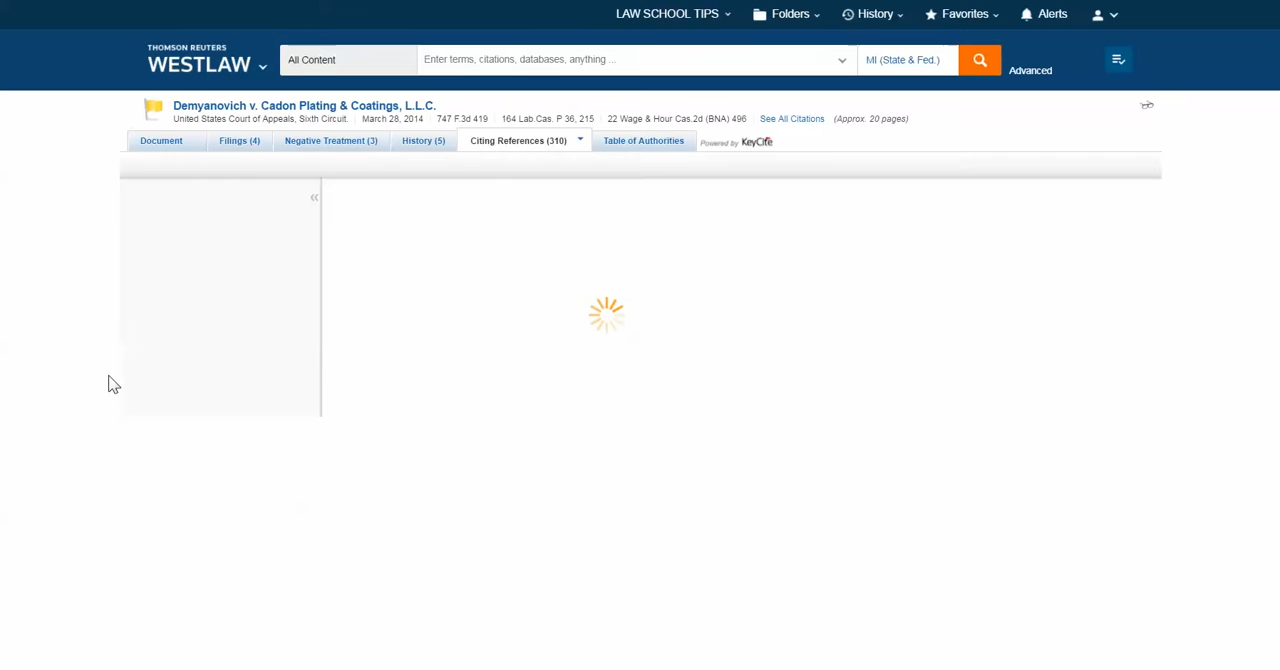 LAW SCHOOL TIPS Folders History Favorites Alerts
THOMSON REUTERS
WESTLAW
All Content Enter terms, citations, databases, anything ... MI (State & Fed.) Advanced
Demyanovich v. Cadon Plating & Coatings, L.L.C.
United States Court of Appeals, Sixth Circuit. March 28, 2014 747 F.3d 419 164 Lab.Cas. P 36, 215 22 Wage & Hour Cas.2d (BNA) 496 See All Citations (Approx. 20 pages)
Document Filings (4) Negative Treatment (3) History (5) Citing References (310) Table of Authorities Powered by KeyCite
«